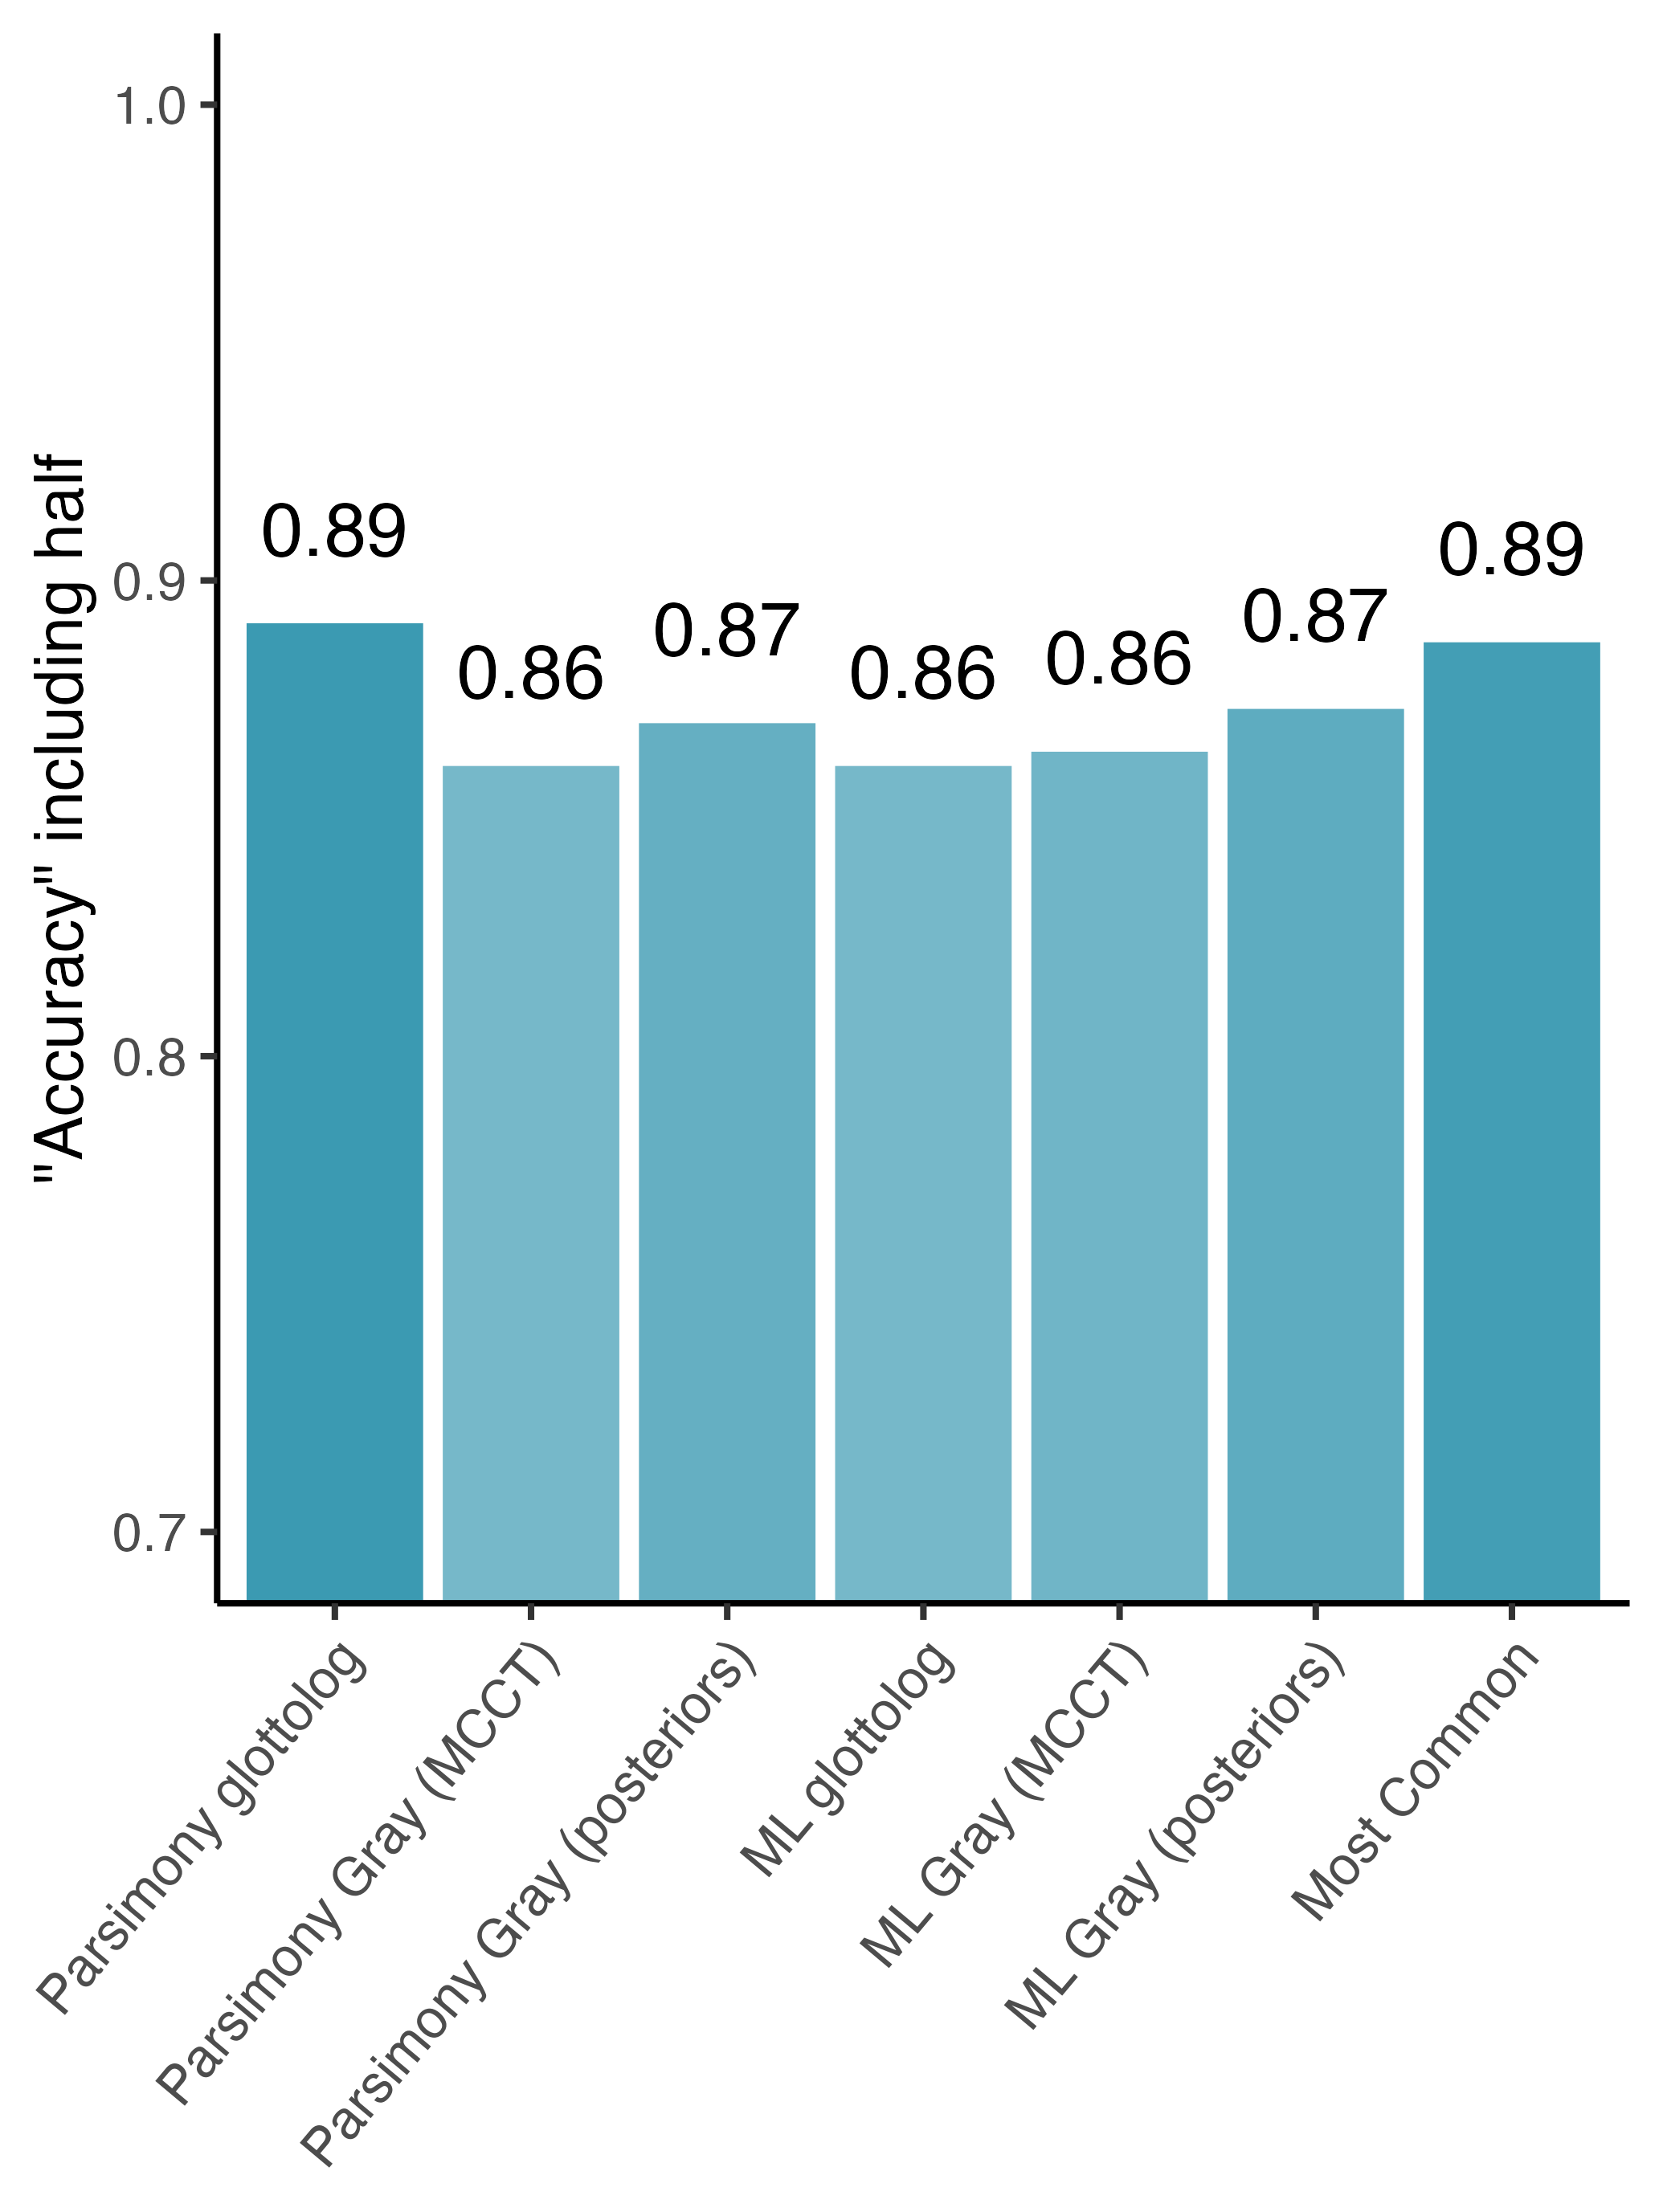 "Accuracy" including half
1.0
0.9
0.8
0.7
0.89
0.86
0.87
0.86
0.86
0.87
0.89
Parsimony glottolog
Parsimony Gray (MCCT)
Parsimony Gray (posteriors)
ML glottolog
ML Gray (MCCT)
ML Gray (posteriors)
Most Common